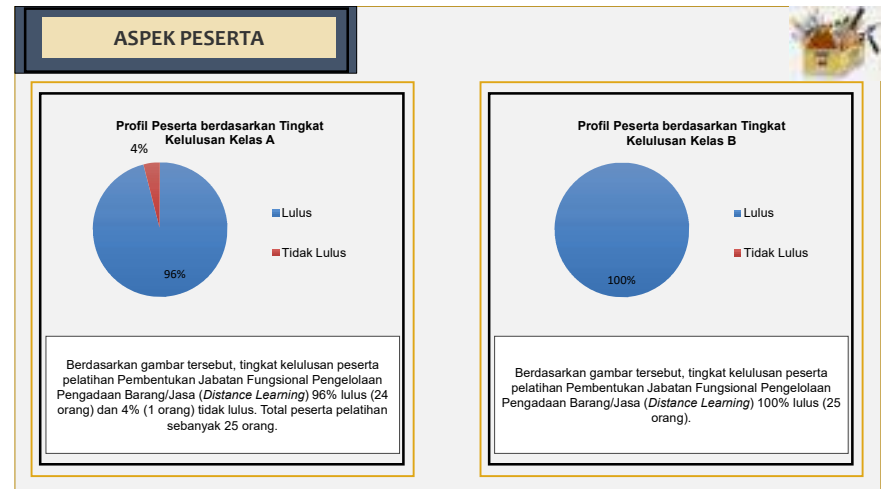 ASPEK PESERTA
Profil Peserta berdasarkan Tingkat
Kelulusan Kelas A
4%
96%
Lulus
Tidak Lulus
Berdasarkan gambar tersebut, tingkat kelulusan peserta
pelatihan Pembentukan Jabatan Fungsional Pengelolaan
Pengadaan Barang/Jasa (Distance Learning) 96% lulus (24
orang) dan 4% (1 orang) tidak lulus. Total peserta pelatihan
sebanyak 25 orang.
Profil Peserta berdasarkan Tingkat
Kelulusan Kelas B
100%
Lulus
Tidak Lulus
Berdasarkan gambar tersebut, tingkat kelulusan peserta
pelatihan Pembentukan Jabatan Fungsional Pengelolaan
Pengadaan Barang/Jasa (Distance Learning) 100% lulus (25
orang).